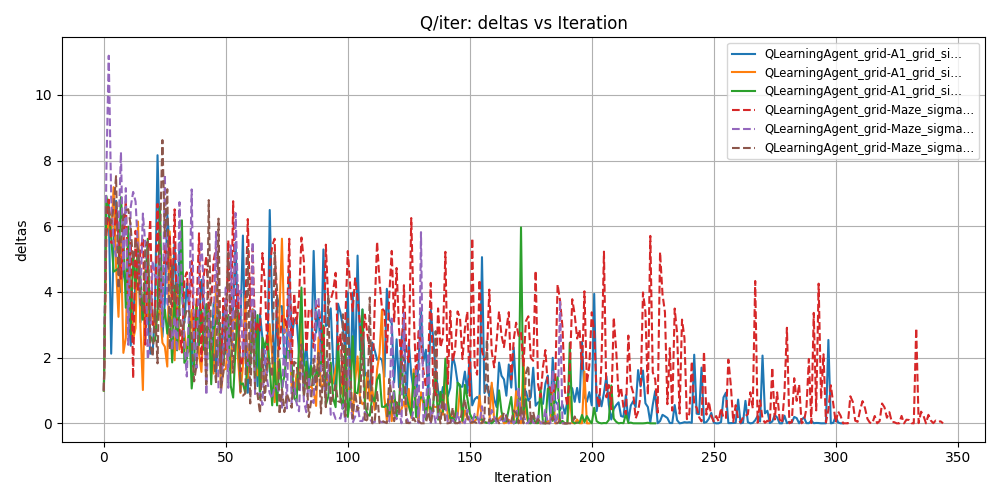 Q/iter: deltas vs Iteration
deltas
10
8
6
4
2
0
0
50
100
150
200
250
300
350
Iteration
QLearningAgent_grid-A1_grid_si...
QLearningAgent_grid-A1_grid_si...
QLearningAgent_grid-A1_grid_si...
QLearningAgent_grid-Maze_sigma...
QLearningAgent_grid-Maze_sigma...
QLearningAgent_grid-Maze_sigma...